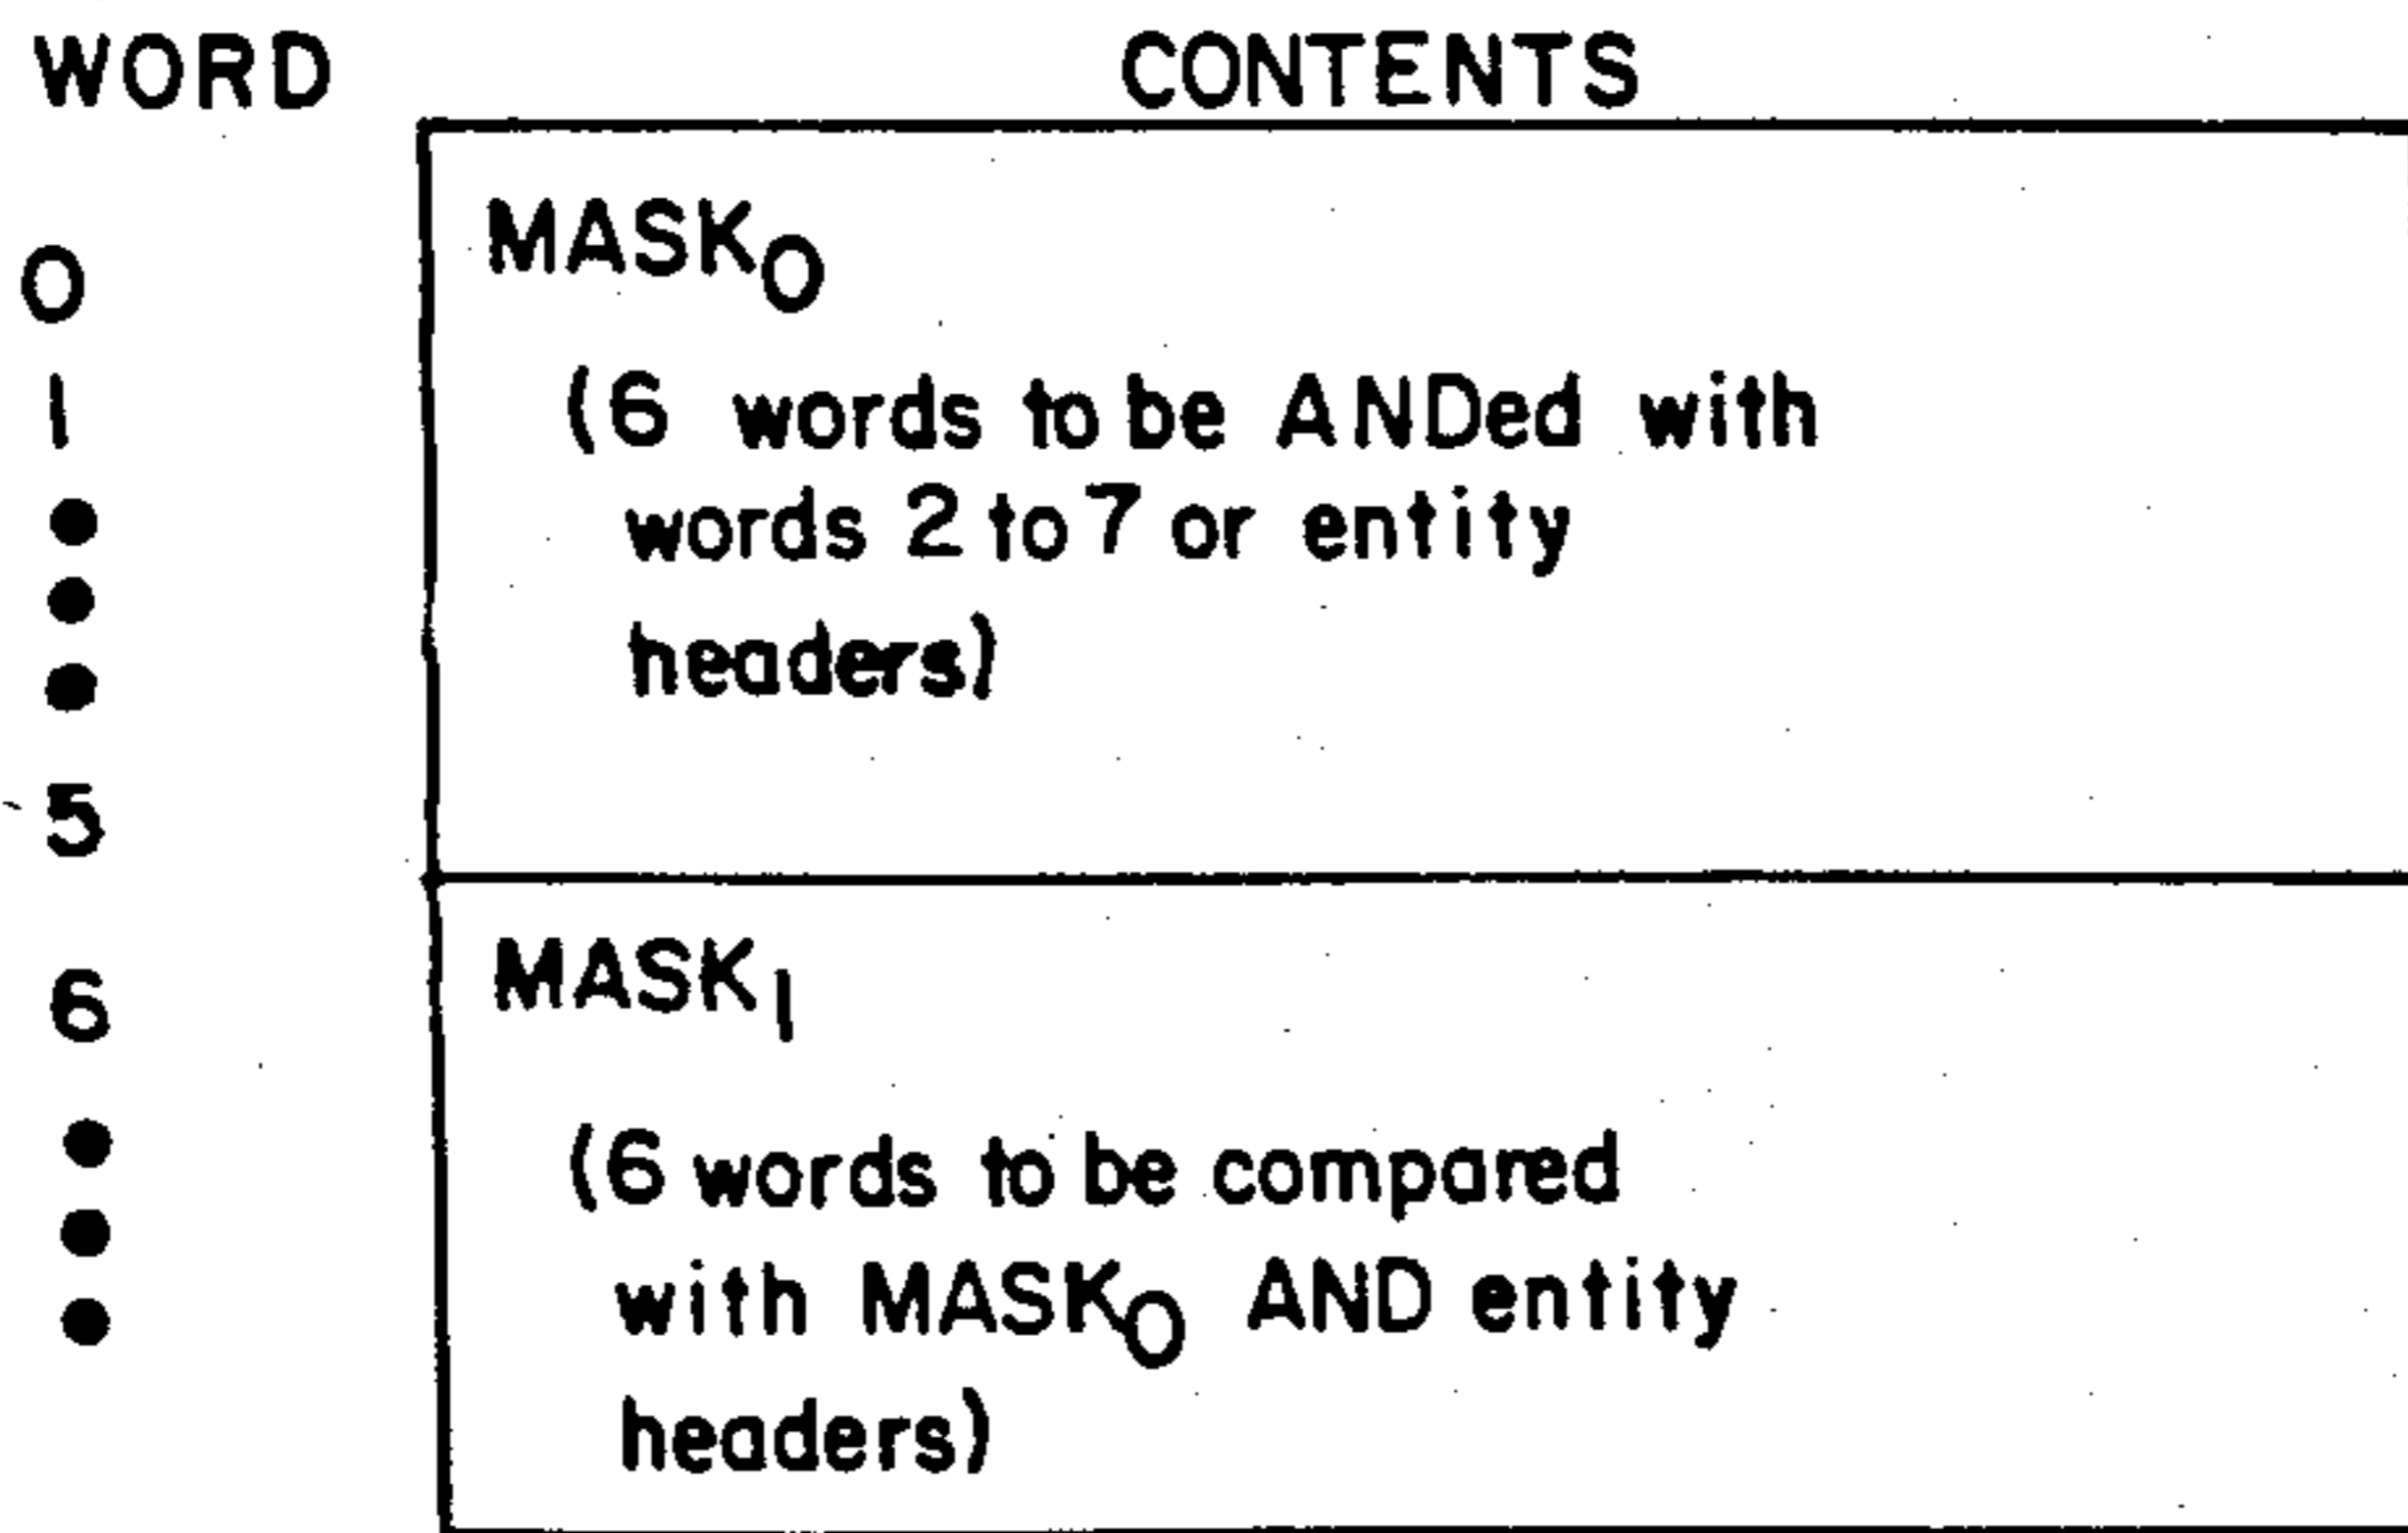 WORD CONTENTS
0 MASK0
1 (6 words to be ANDed with
words 2 to 7 or entity
headers)
5
6 MASK1
(6 words to be compared
with MASK0 AND entity
headers)